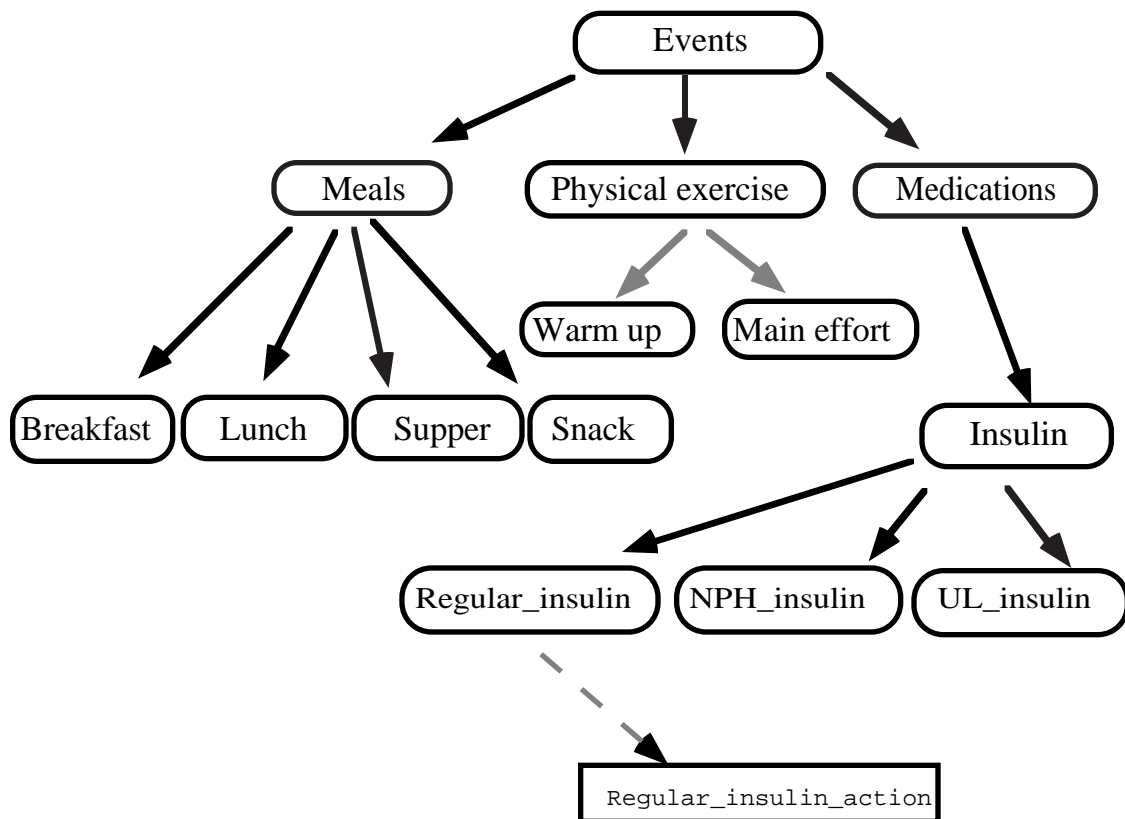 Events
Meals
Physical exercise
Medications
Warm up
Main effort
Breakfast
Lunch
Supper
Snack
Insulin
Regular_insulin
NPH_insulin
UL_insulin
Regular_insulin_action